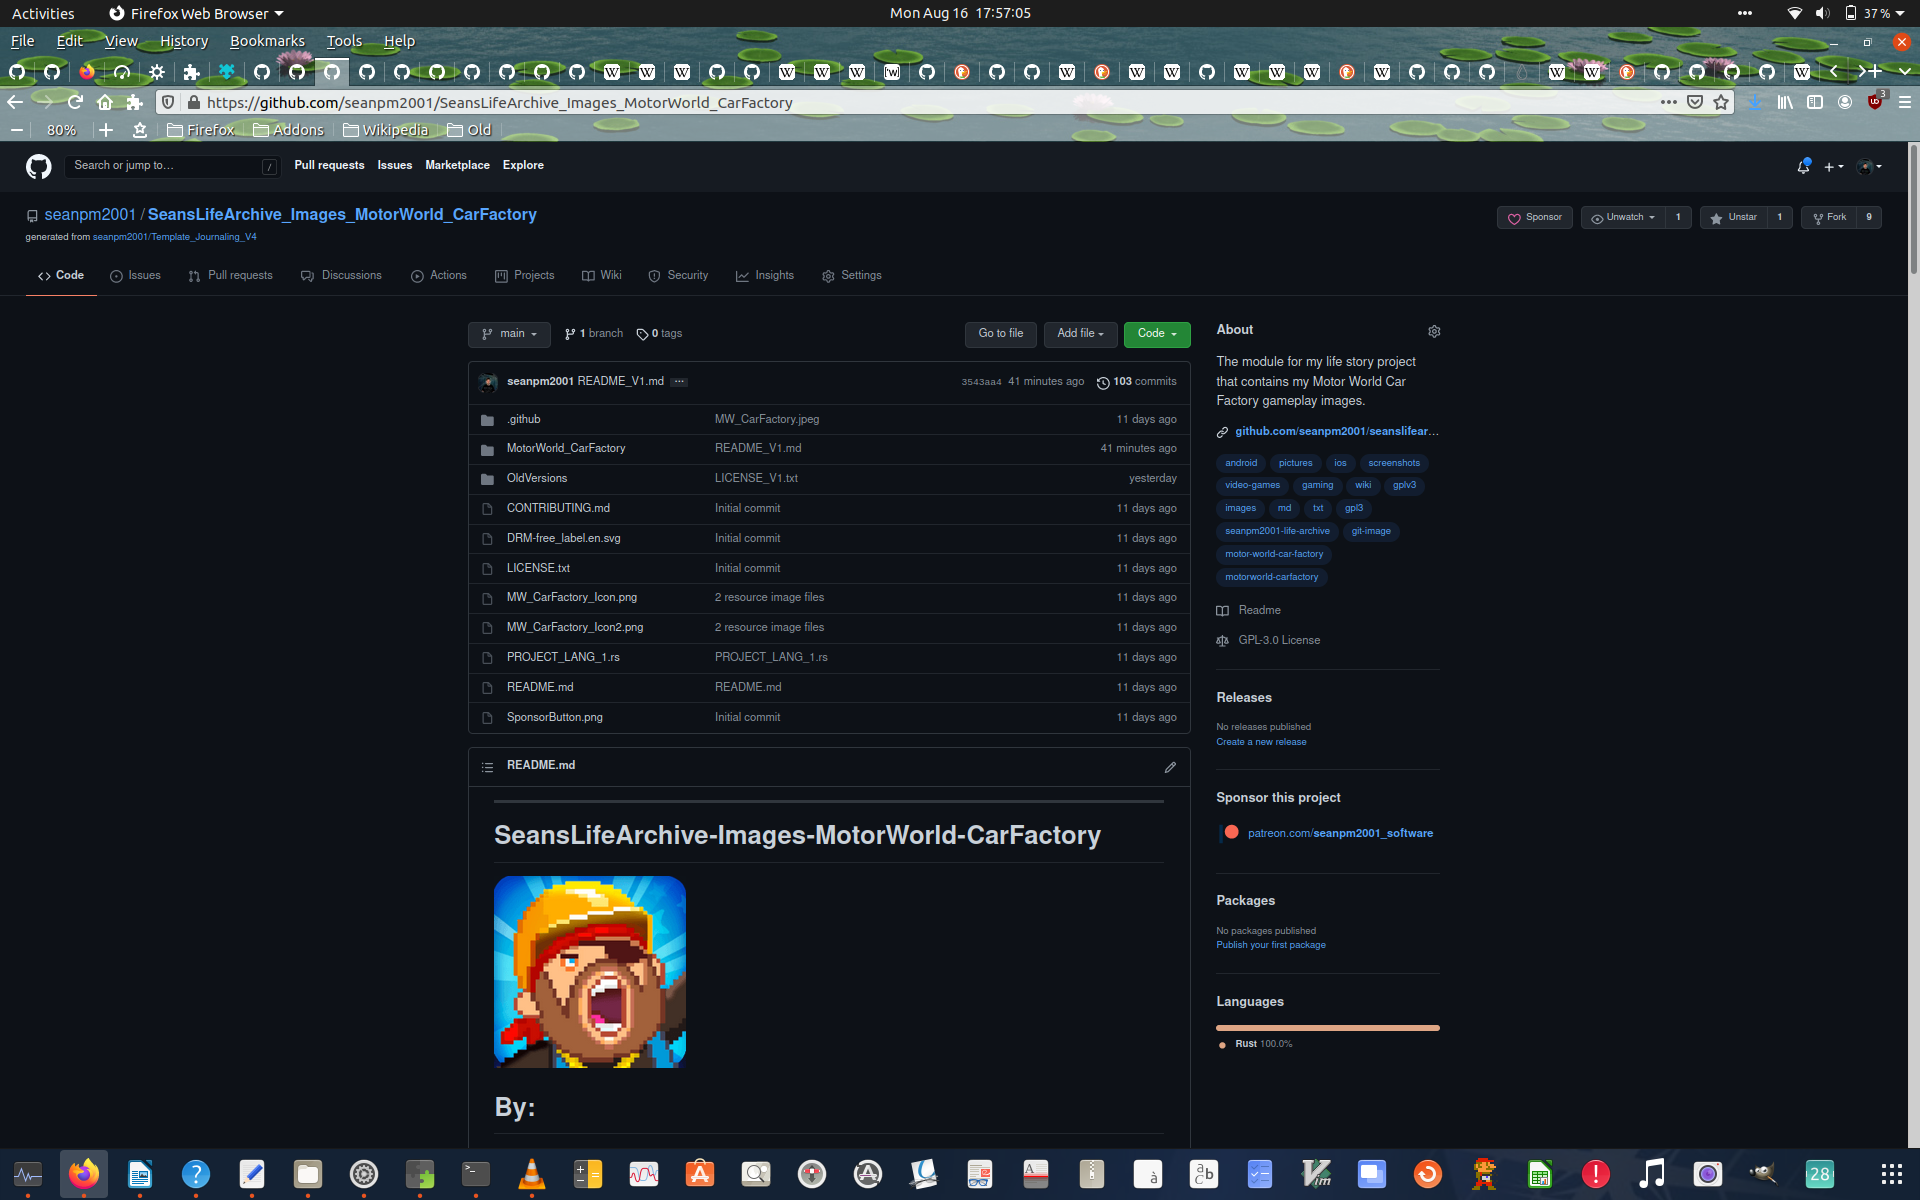 Activities Firefox Web Browser Mon Aug 16 17:57:05 37 %
File Edit View History Bookmarks Tools Help
https://github.com/seanpm2001/SeansLifeArchive_Images_MotorWorld_CarFactory 3
80% Firefox Addons Wikipedia Old
Search or jump to… / Pull requests Issues Marketplace Explore
seanpm2001 / SeansLifeArchive_Images_MotorWorld_CarFactory Sponsor Unwatch 1 Unstar 1 Fork 9
generated from seanpm2001/Template_Journaling_V4
Code Issues Pull requests Discussions Actions Projects Wiki Security Insights Settings
main 1 branch 0 tags Go to file Add file Code
seanpm2001 README_V1.md 3543aa4 41 minutes ago 103 commits
.github MW_CarFactory.jpeg 11 days ago
MotorWorld_CarFactory README_V1.md 41 minutes ago
OldVersions LICENSE_V1.txt yesterday
CONTRIBUTING.md Initial commit 11 days ago
DRM-free_label.en.svg Initial commit 11 days ago
LICENSE.txt Initial commit 11 days ago
MW_CarFactory_Icon.png 2 resource image files 11 days ago
MW_CarFactory_Icon2.png 2 resource image files 11 days ago
PROJECT_LANG_1.rs PROJECT_LANG_1.rs 11 days ago
README.md README.md 11 days ago
SponsorButton.png Initial commit 11 days ago
README.md
SeansLifeArchive-Images-MotorWorld-CarFactory
By:
About
The module for my life story project
that contains my Motor World Car
Factory gameplay images.
github.com/seanpm2001/seanslifear…
android pictures ios screenshots
video-games gaming wiki gplv3
images md txt gpl3
seanpm2001-life-archive git-image
motor-world-car-factory
motorworld-carfactory
Readme
GPL-3.0 License
Releases
No releases published
Create a new release
Sponsor this project
patreon.com/seanpm2001_software
Packages
No packages published
Publish your first package
Languages
Rust 100.0%
28